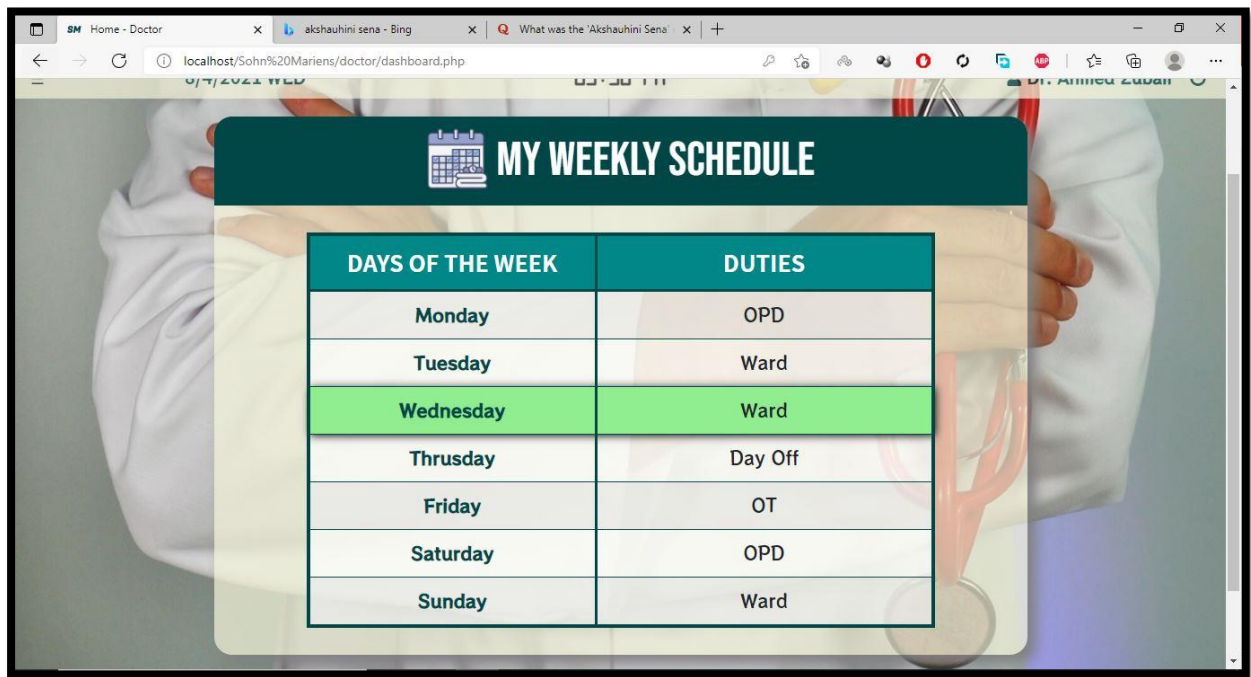 SM Home - Doctor
akshauhini sena - Bing
What was the 'Akshauhini Sena'
localhost/Sohn%20Mariens/doctor/dashboard.php
ABP
MY WEEKLY SCHEDULE
DAYS OF THE WEEK DUTIES
Monday OPD
Tuesday Ward
Wednesday Ward
Thrusday Day Off
Friday OT
Saturday OPD
Sunday Ward